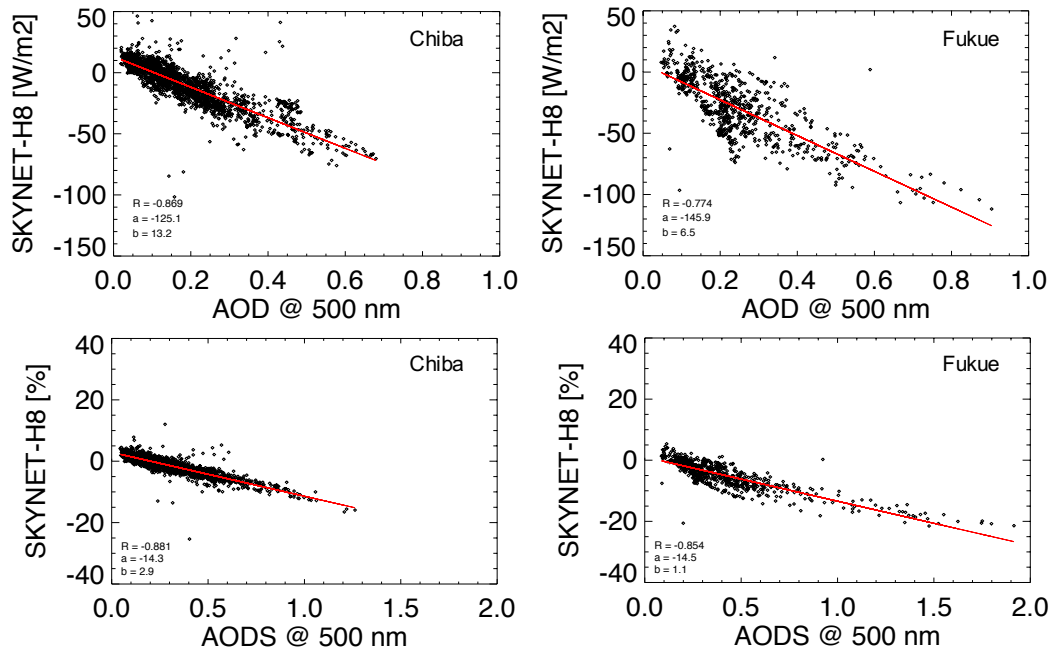 50
0
-50
-100
-150
SKYNET-H8 [W/m2]
Chiba
R = -0.869
a = -125.1
b = 13.2
0.0 0.2 0.4 0.6 0.8 1.0
AOD @ 500 nm
50
0
-50
-100
-150
SKYNET-H8 [W/m2]
Fukue
R = -0.774
a = -145.9
b = 6.5
0.0 0.2 0.4 0.6 0.8 1.0
AOD @ 500 nm
40
20
0
-20
-40
SKYNET-H8 [%]
Chiba
R = -0.881
a = -14.3
b = 2.9
0.0 0.5 1.0 1.5 2.0
AODS @ 500 nm
40
20
0
-20
-40
SKYNET-H8 [%]
Fukue
R = -0.854
a = -14.5
b = 1.1
0.0 0.5 1.0 1.5 2.0
AODS @ 500 nm